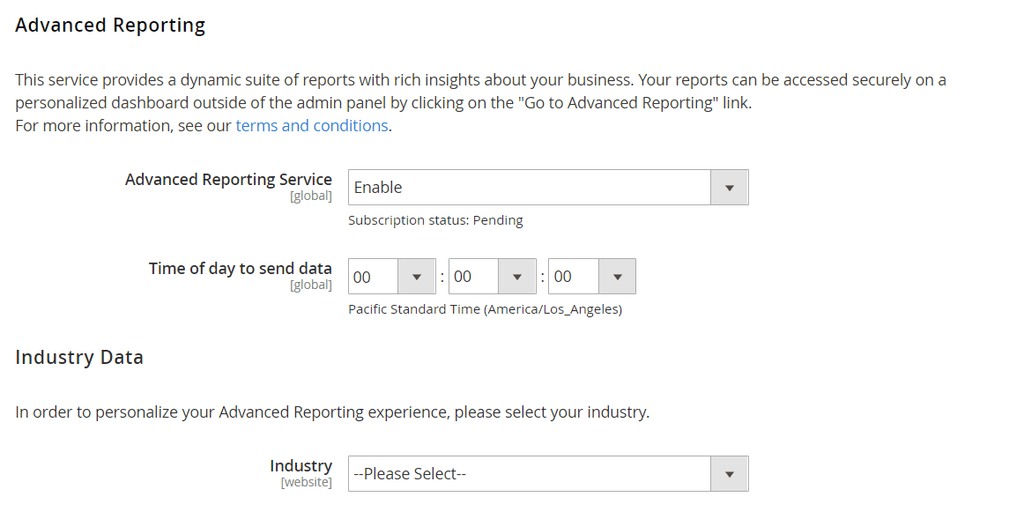 Advanced Reporting
This service provides a dynamic suite of reports with rich insights about your business. Your reports can be accessed securely on a
personalized dashboard outside of the admin panel by clicking on the "Go to Advanced Reporting" link.
For more information, see our terms and conditions.
Advanced Reporting Service
[global]
Enable
Subscription status: Pending
Time of day to send data
[global]
00 : 00 : 00
Pacific Standard Time (America/Los_Angeles)
Industry Data
In order to personalize your Advanced Reporting experience, please select your industry.
Industry
[website]
--Please Select--